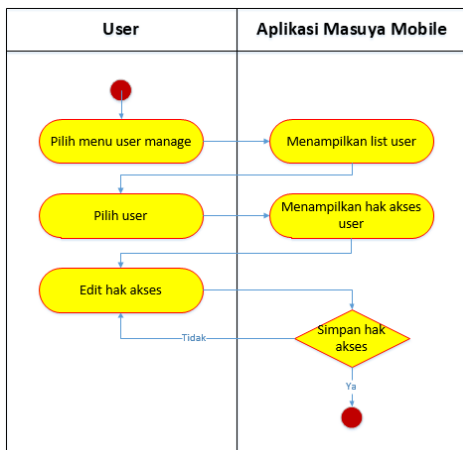 User
Aplikasi Masuya Mobile
Pilih menu user manage
Menampilkan list user
Pilih user
Menampilkan hak akses
user
Edit hak akses
Simpan hak
akses
Tidak
Ya